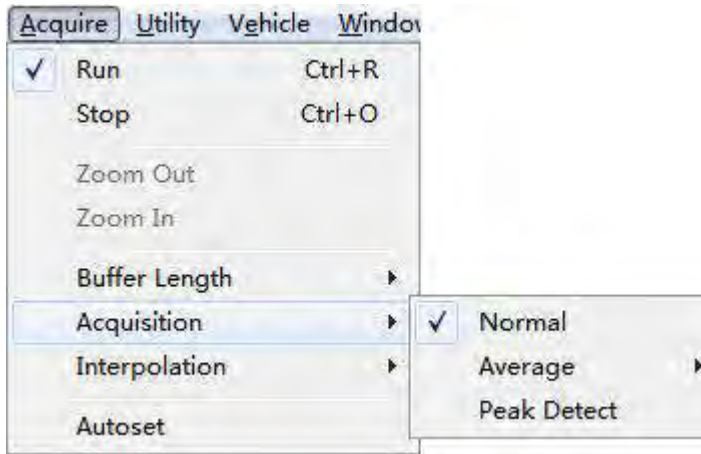 Acquire Utility Vehicle Windo
Run Ctrl+R
Stop Ctrl+O
Zoom Out
Zoom In
Buffer Length
Acquisition
Normal
Interpolation
Average
Peak Detect
Autoset